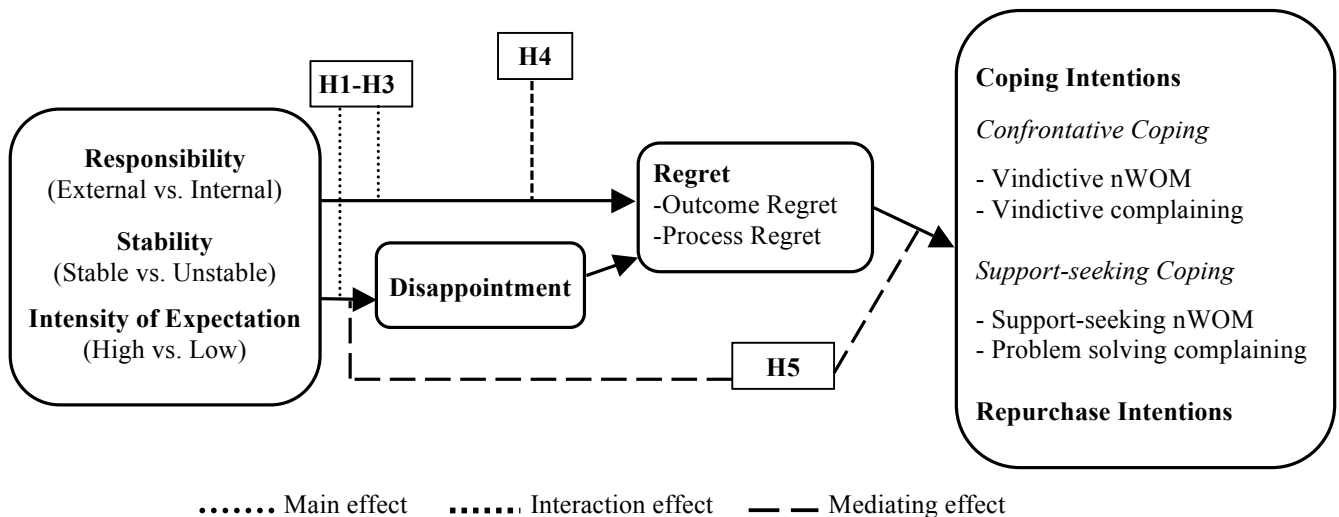 H4
H1-H3
Responsibility
(External vs. Internal)
Stability
(Stable vs. Unstable)
Intensity of Expectation
(High vs. Low)
Disappointment
Regret
-Outcome Regret
-Process Regret
H5
Coping Intentions
Confrontative Coping
- Vindictive nWOM
- Vindictive complaining
Support-seeking Coping
- Support-seeking nWOM
- Problem solving complaining
Repurchase Intentions
Main effect
Interaction effect
Mediating effect